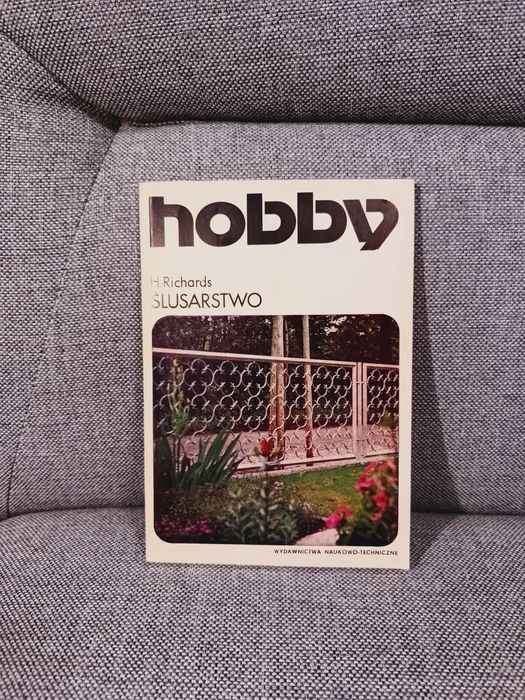 hobby
H. Richards
ŚLUSARSTWO
WYDAWNICTWA NAUKOWO-TECHNICZNE